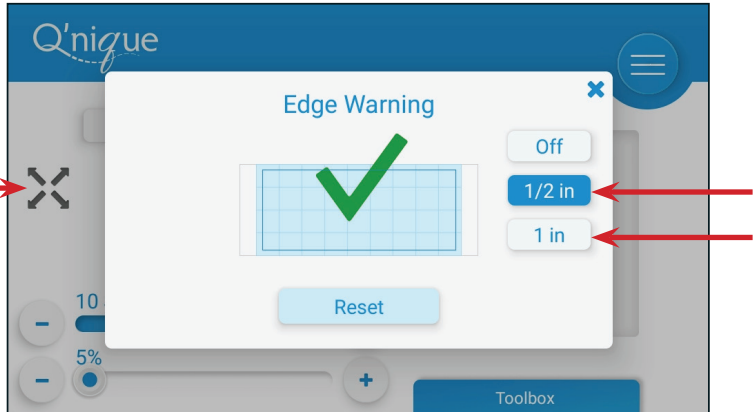 Q'nique
Edge Warning
Off
1/2 in
1 in
Reset
10
5%
Toolbox